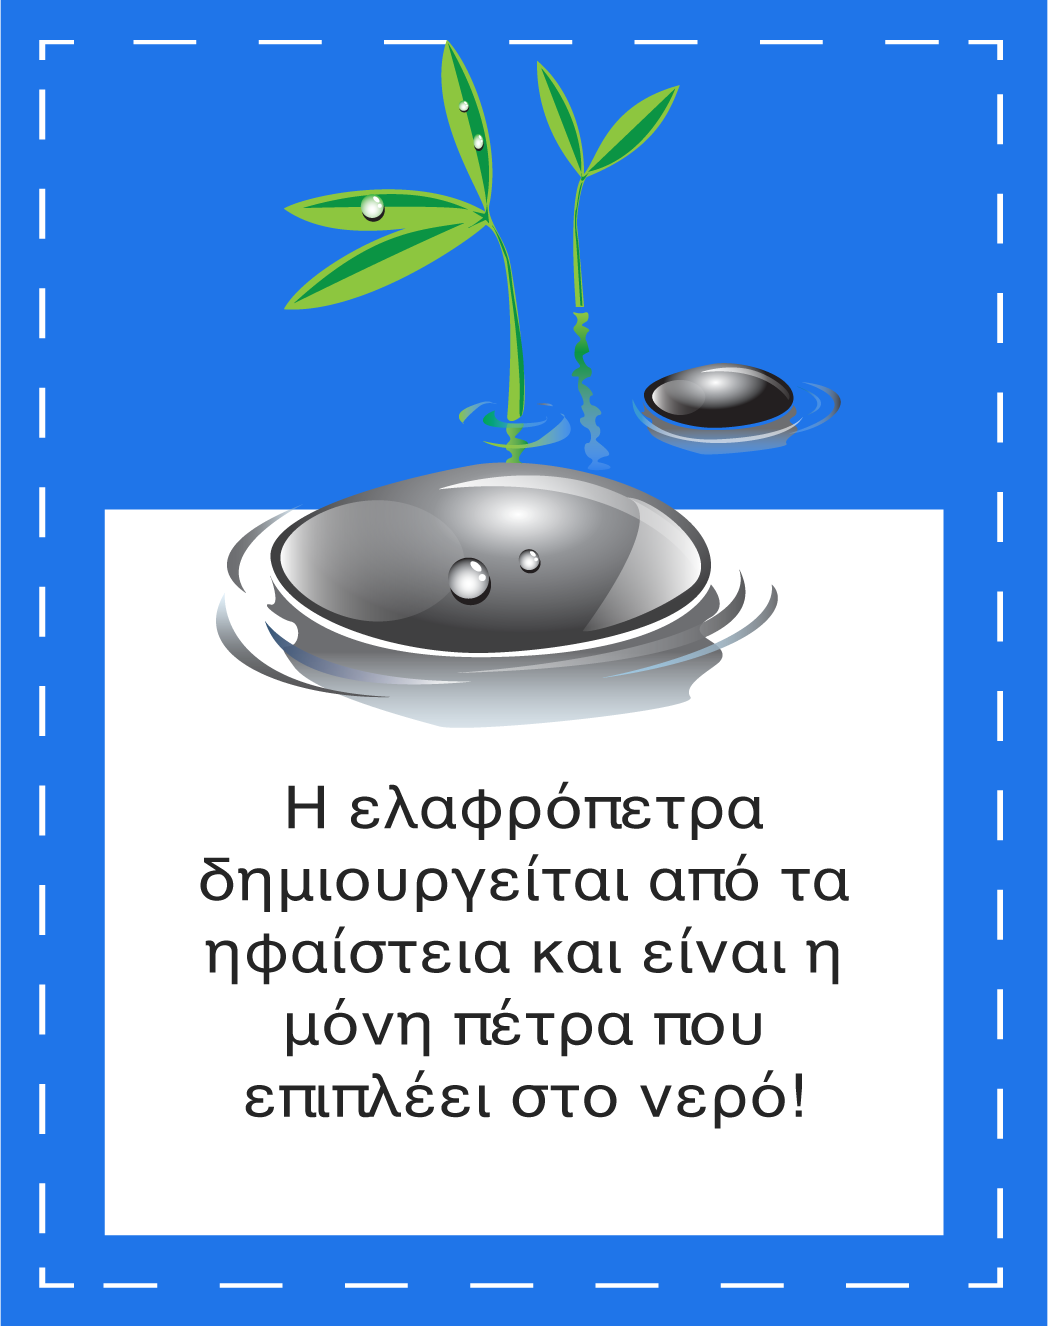 Η ελαφρόπετρα
δημιουργείται από τα
ηφαίστεια και είναι η
μόνη πέτρα που
επιπλέει στο νερό!